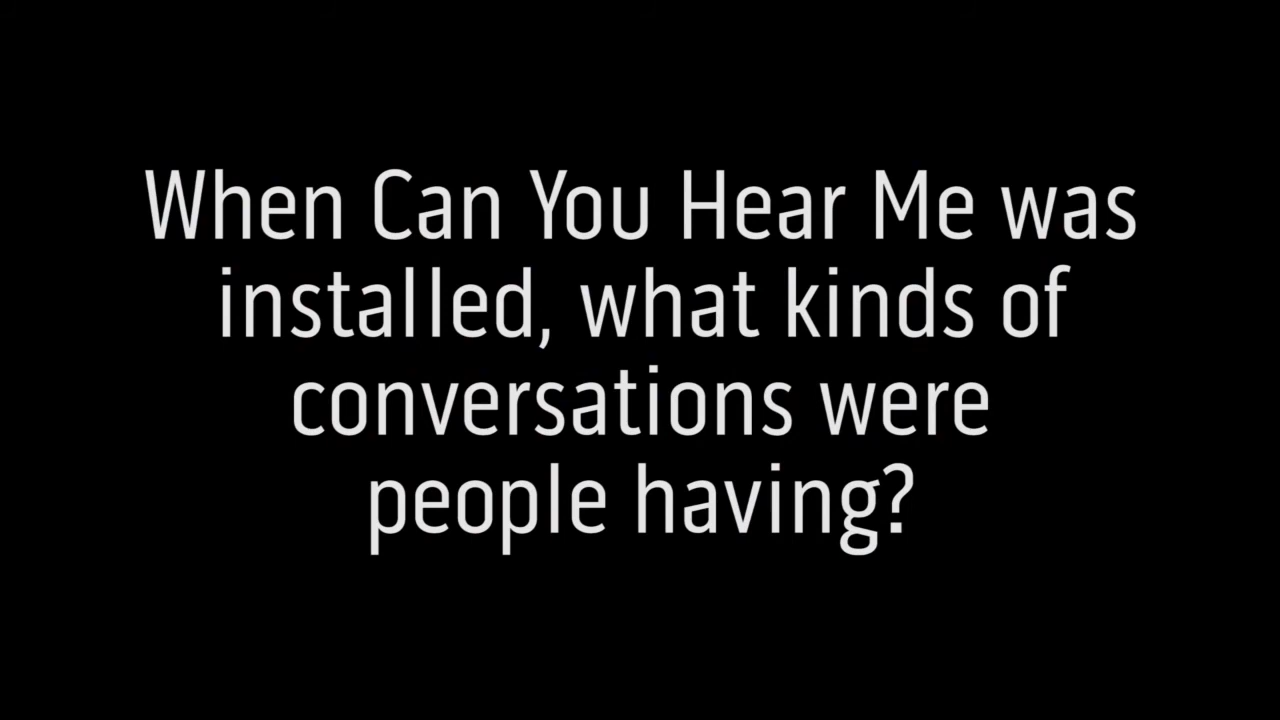 When Can You Hear Me was
installed, what kinds of
conversations were
people having?